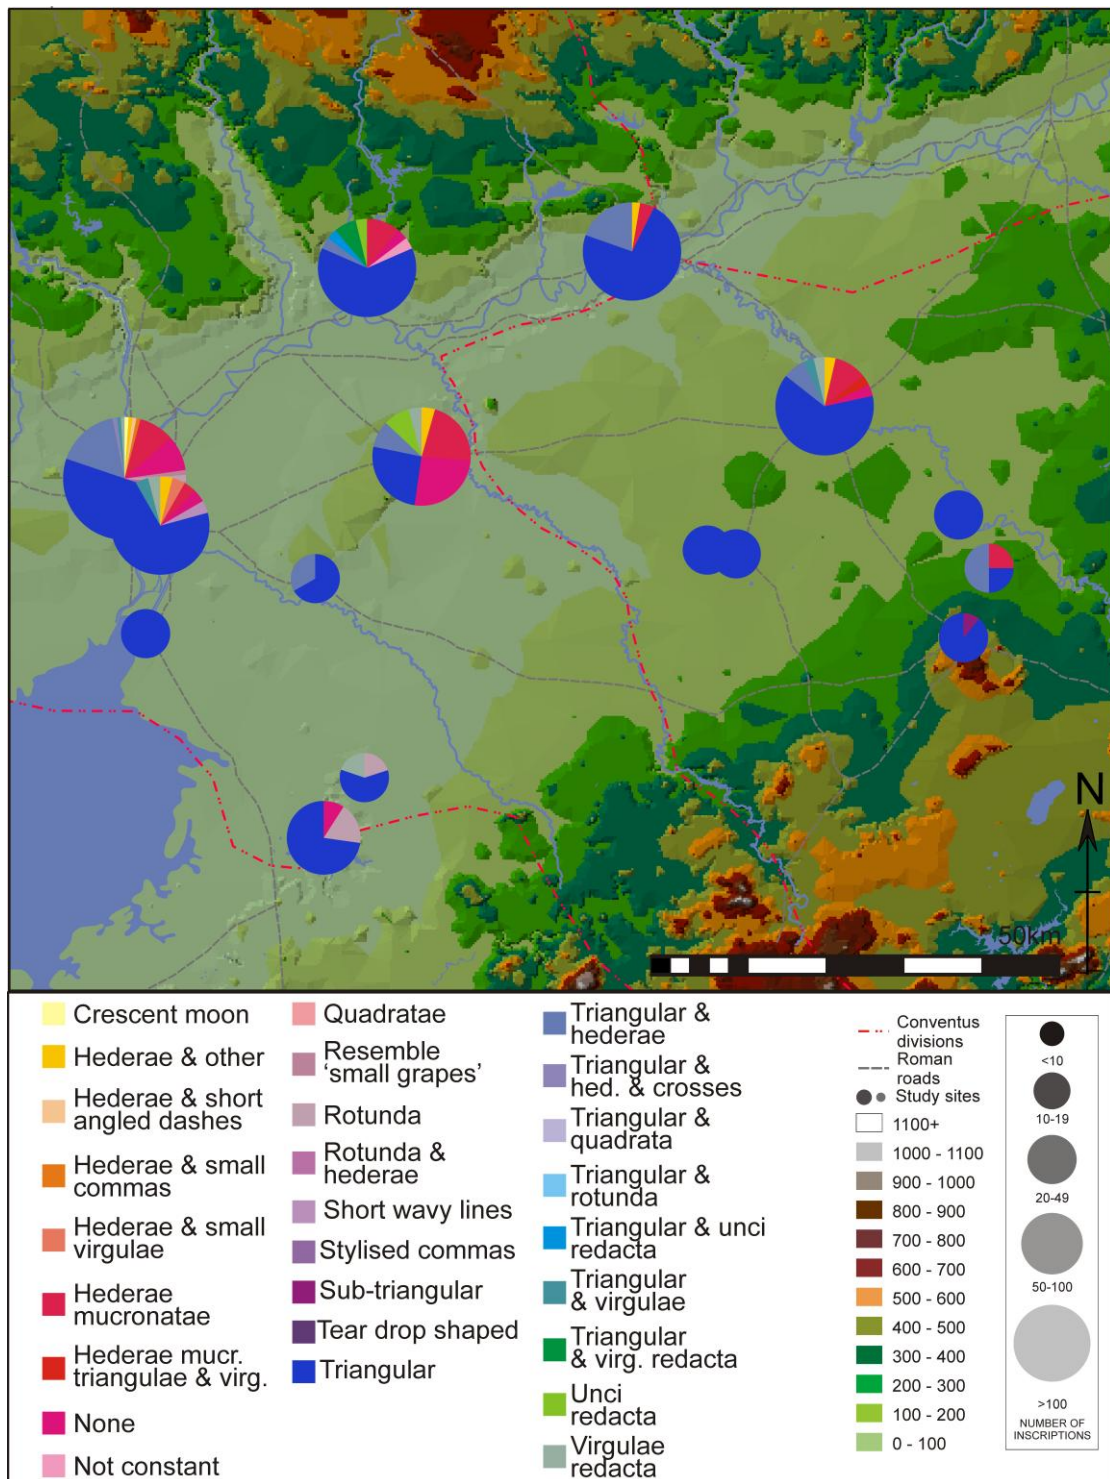 N
50km
Crescent moon
Hederae & other
Hederae & short
angled dashes
Hederae & small
commas
Hederae & small
virgulae
Hederae
mucronatae
Hederae mucr.
triangulae & virg.
None
Not constant
Quadratae
Resemble
'small grapes'
Rotunda
Rotunda &
hederae
Short wavy lines
Stylised commas
Sub-triangular
Tear drop shaped
Triangular
Triangular &
hederae
Triangular &
hed. & crosses
Triangular &
quadrata
Triangular &
rotunda
Triangular & unci
redacta
Triangular
& virgulae
Triangular
& virg. redacta
Unci
redacta
Virgulae
redacta
Conventus
divisions
Roman
roads
Study sites
1100+
1000 - 1100
900 - 1000
800 - 900
700 - 800
600 - 700
500 - 600
400 - 500
300 - 400
200 - 300
100 - 200
0 - 100
<10
10-19
20-49
50-100
>100
NUMBER OF
INSCRIPTIONS